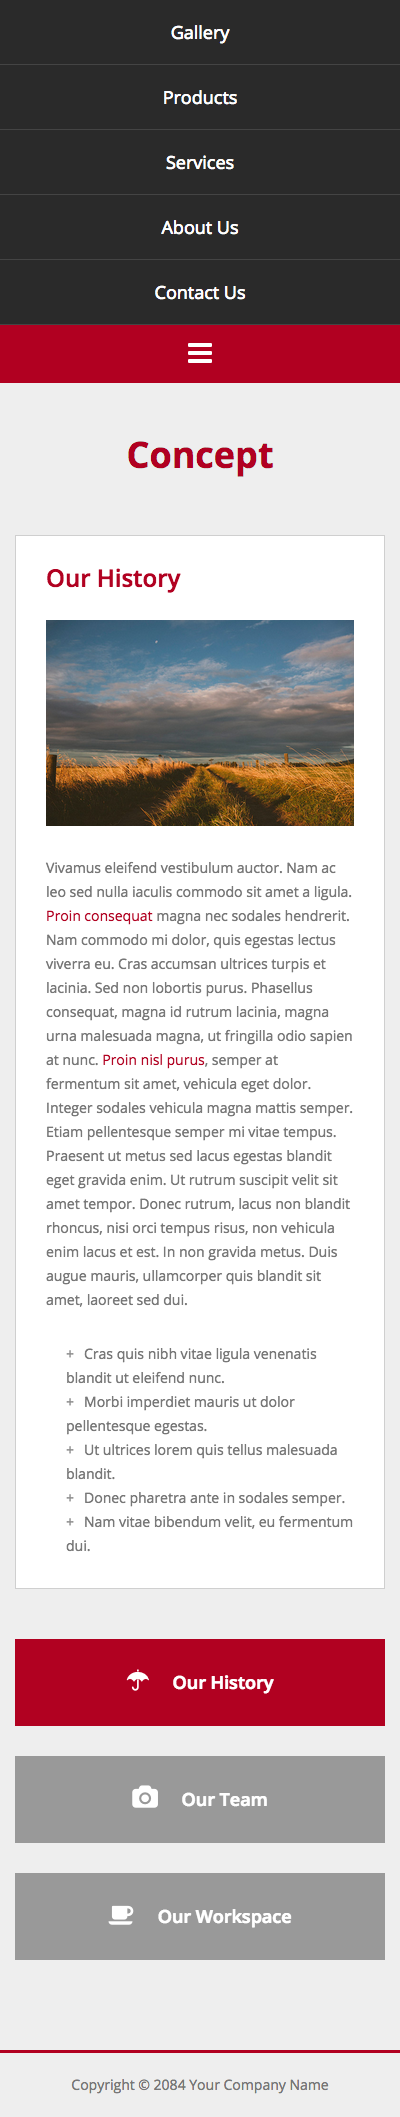 Gallery
Products
Services
About Us
Contact Us
Concept
Our History
Vivamus eleifend vestibulum auctor. Nam ac
leo sed nulla iaculis commodo sit amet a ligula.
Proin consequat magna nec sodales hendrerit.
Nam commodo mi dolor, quis egestas lectus
viverra eu. Cras accumsan ultrices turpis et
lacinia. Sed non lobortis purus. Phasellus
consequat, magna id rutrum lacinia, magna
urna malesuada magna, ut fringilla odio sapien
at nunc. Proin nisl purus, semper at
fermentum sit amet, vehicula eget dolor.
Integer sodales vehicula magna mattis semper.
Etiam pellentesque semper mi vitae tempus.
Praesent ut metus sed lacus egestas blandit
eget gravida enim. Ut rutrum suscipit velit sit
amet tempor. Donec rutrum, lacus non blandit
rhoncus, nisi orci tempus risus, non vehicula
enim lacus et est. In non gravida metus. Duis
augue mauris, ullamcorper quis blandit sit
amet, laoreet sed dui.
+ Cras quis nibh vitae ligula venenatis
blandit ut eleifend nunc.
+ Morbi imperdiet mauris ut dolor
pellentesque egestas.
+ Ut ultrices lorem quis tellus malesuada
blandit.
+ Donec pharetra ante in sodales semper.
+ Nam vitae bibendum velit, eu fermentum
dui.
Our History
Our Team
Our Workspace
Copyright © 2084 Your Company Name